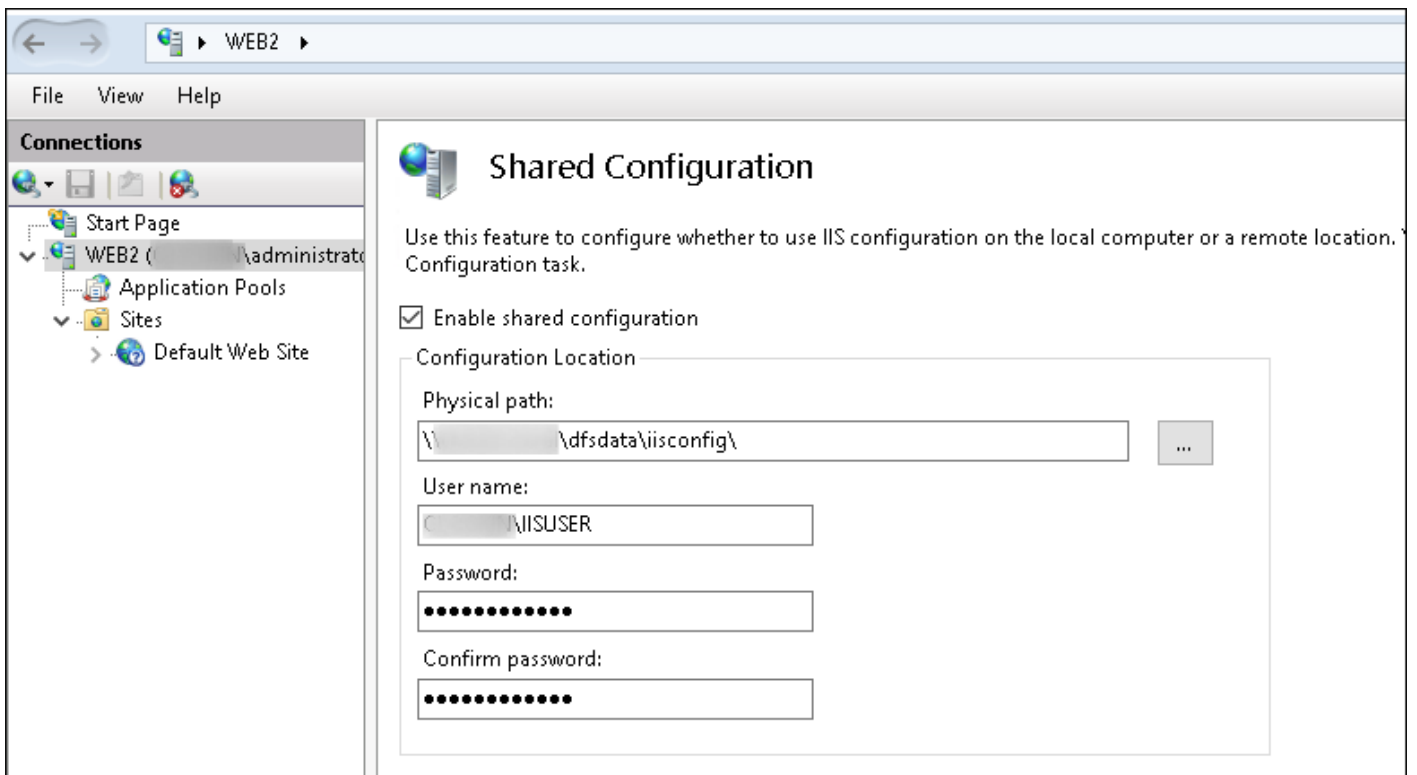 WEB2
File View Help
Connections
Start Page
WEB2 ( \administrato
Application Pools
Sites
Default Web Site
Shared Configuration
Use this feature to configure whether to use IIS configuration on the local computer or a remote location.
Configuration task.
Enable shared configuration
Configuration Location
Physical path:
\\ \dfsdata\iisconfig\
...
User name:
\IISUSER
Password:
●●●●●●●●●●●●
Confirm password:
●●●●●●●●●●●●